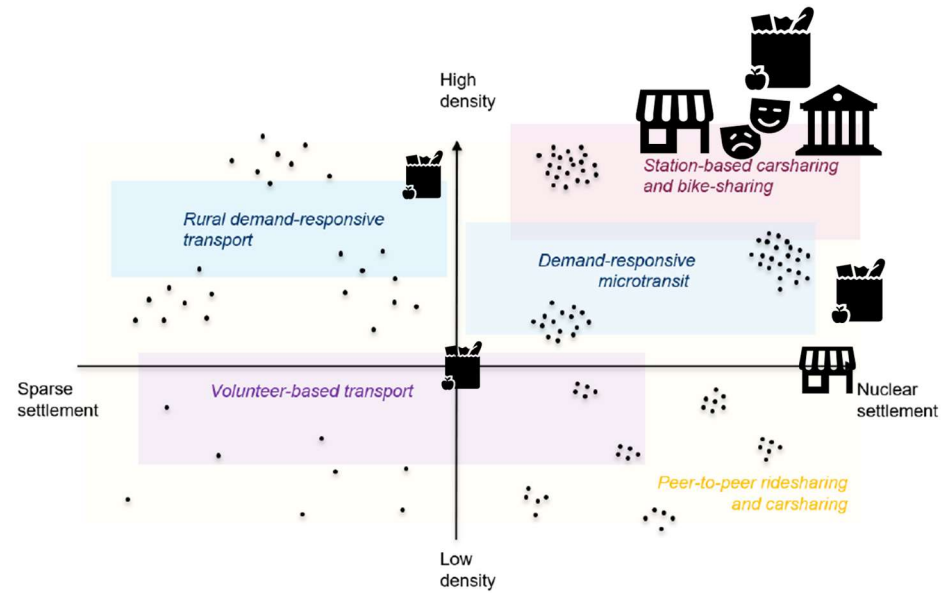 High
density
Station-based carsharing
and bike-sharing
Rural demand-responsive
transport
Demand-responsive
microtransit
Sparse
settlement
Volunteer-based transport
Nuclear
settlement
Peer-to-peer ridesharing
and carsharing
Low
density